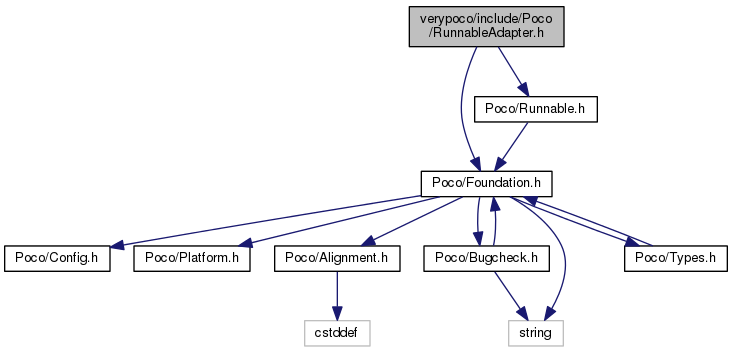 verypoco/include/Poco
/RunnableAdapter.h
Poco/Runnable.h
Poco/Foundation.h
Poco/Config.h
Poco/Platform.h
Poco/Alignment.h
Poco/Bugcheck.h
Poco/Types.h
cstddef
string